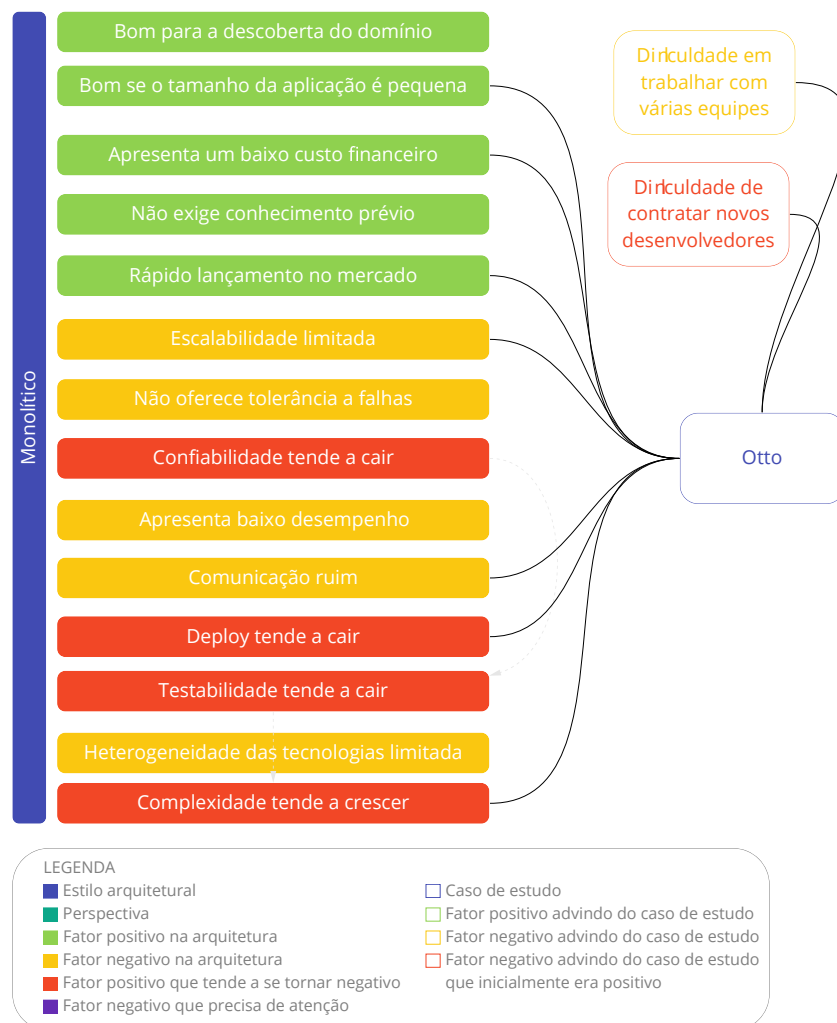 Monolítico
Bom para a descoberta do domínio
Bom se o tamanho da aplicação é pequena
Apresenta um baixo custo financeiro
Não exige conhecimento prévio
Rápido lançamento no mercado
Escalabilidade limitada
Não oferece tolerância a falhas
Confiabilidade tende a cair
Apresenta baixo desempenho
Comunicação ruim
Deploy tende a cair
Testabilidade tende a cair
Heterogeneidade das tecnologias limitada
Complexidade tende a crescer
em
trabalhar com
várias equipes
de
contratar novos
desenvolvedores
Otto
LEGENDA
Estilo arquitetural
Perspectiva
Fator positivo na arquitetura
Fator negativo na arquitetura
Fator positivo que tende a se tornar negativo
Fator negativo que precisa de atenção
Caso de estudo
Fator positivo advindo do caso de estudo
Fator negativo advindo do caso de estudo
Fator negativo advindo do caso de estudo
que inicialmente era positivo